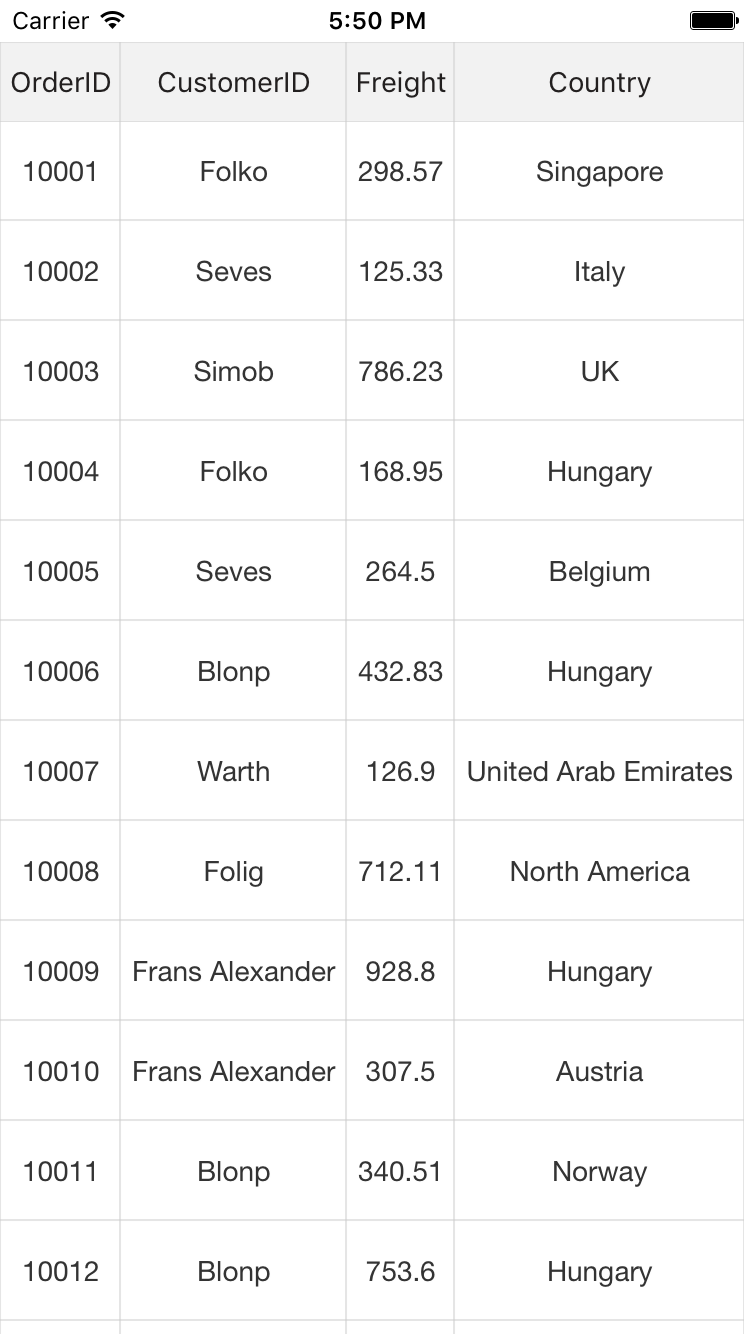 Carrier 5:50 PM
OrderID CustomerID Freight Country
10001 Folko 298.57 Singapore
10002 Seves 125.33 Italy
10003 Simob 786.23 UK
10004 Folko 168.95 Hungary
10005 Seves 264.5 Belgium
10006 Blonp 432.83 Hungary
10007 Warth 126.9 United Arab Emirates
10008 Folig 712.11 North America
10009 Frans Alexander 928.8 Hungary
10010 Frans Alexander 307.5 Austria
10011 Blonp 340.51 Norway
10012 Blonp 753.6 Hungary